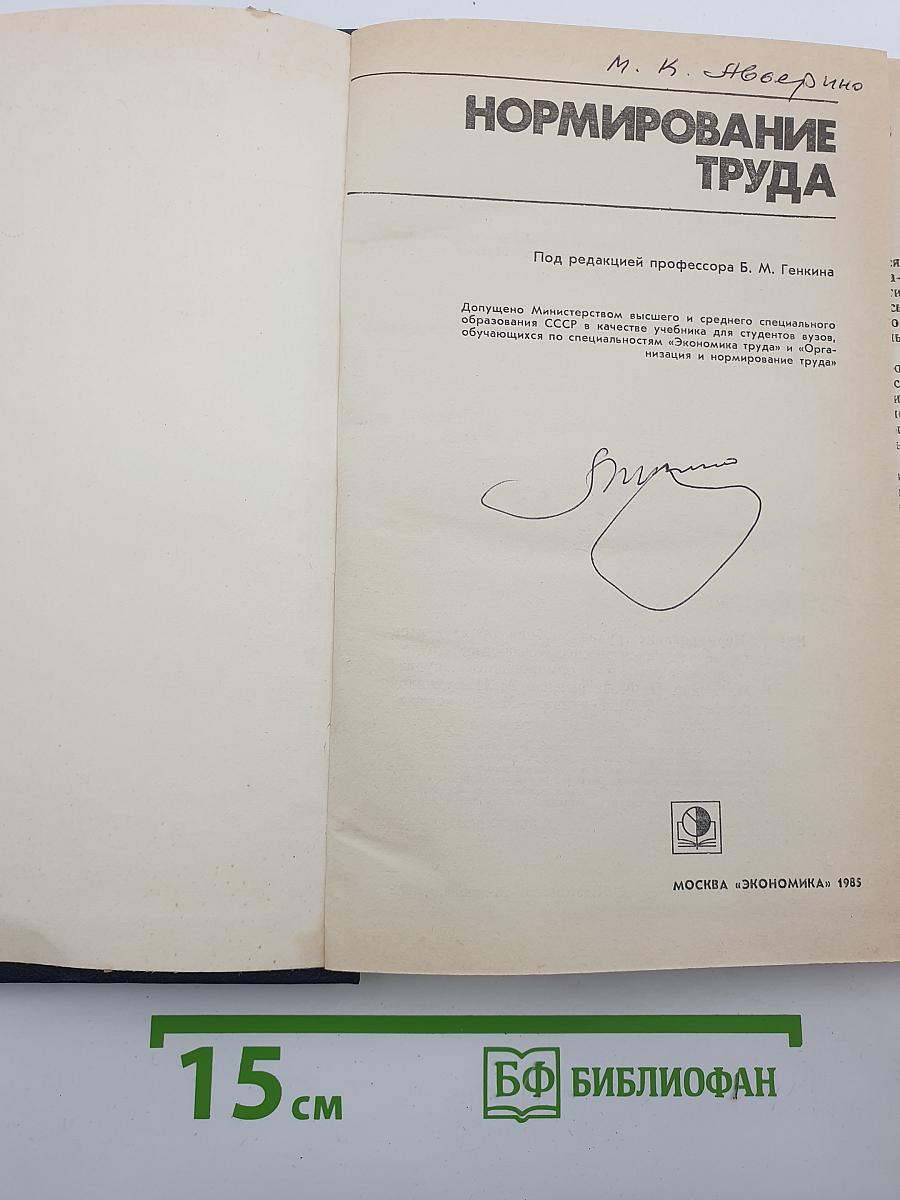 М. К. Авверино
НОРМИРОВАНИЕ
ТРУДА
Под редакцией профессора Б. М. Генкина
Допущено Министерством высшего и среднего специального
образования СССР в качестве учебника для студентов вузов,
обучающихся по специальностям «Экономика труда» и «Орга-
низация и нормирование труда»
МОСКВА «ЭКОНОМИКА» 1985
15 см
БФ БИБЛИОФАН